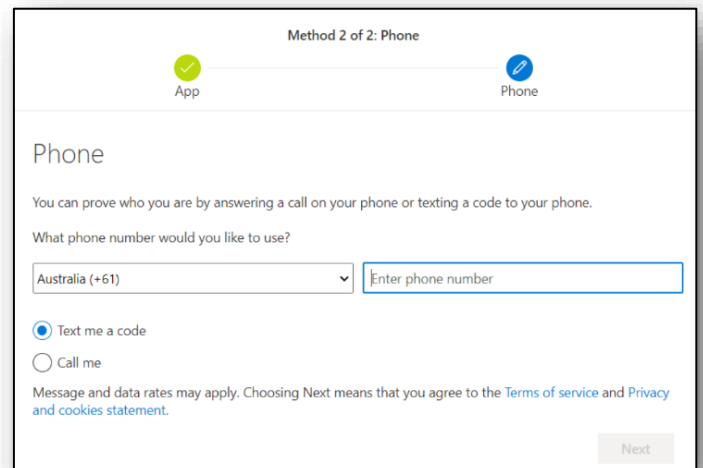 Method 2 of 2: Phone
App
Phone
Phone
You can prove who you are by answering a call on your phone or texting a code to your phone.
What phone number would you like to use?
Australia (+61)
Enter phone number
Text me a code
Call me
Message and data rates may apply. Choosing Next means that you agree to the Terms of service and Privacy
and cookies statement.
Next